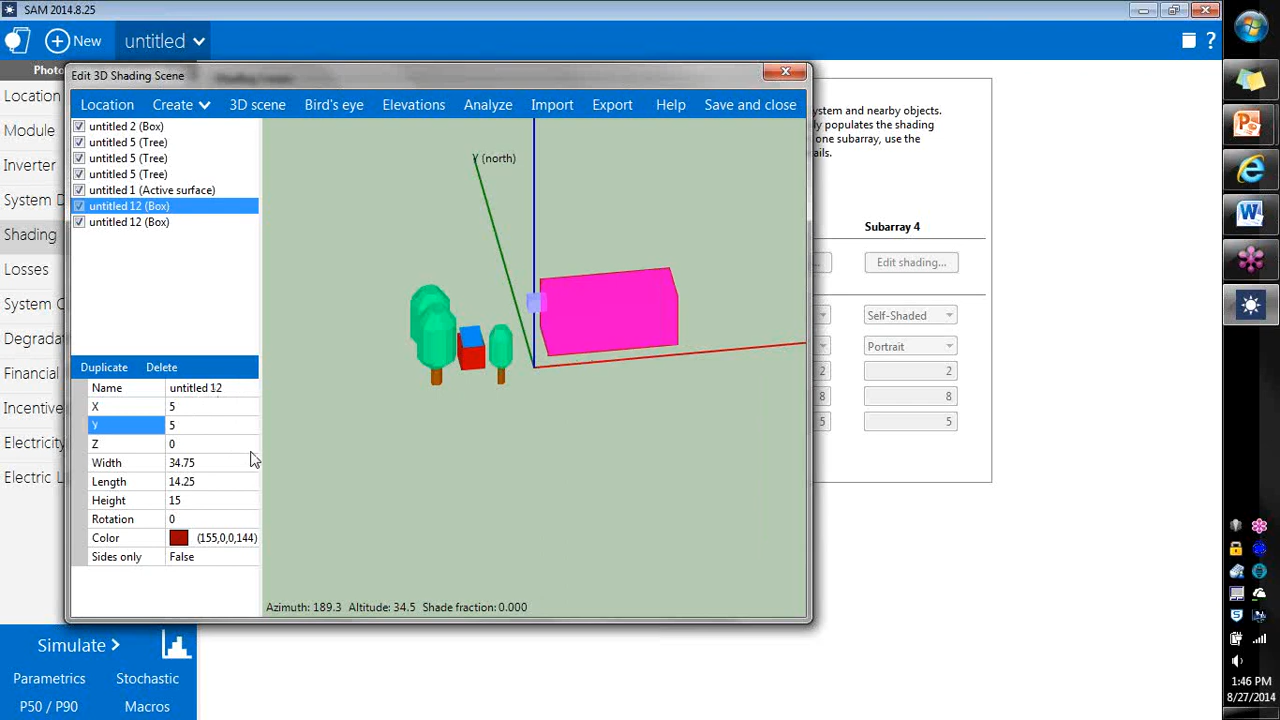 SAM 2014.8.25
New
untitled
Photo
Location
Module
Inverter
System D
Shading
Losses
System C
Degradat
Financial
Incentive
Electricity
Electric L
Simulate >
Parametrics
Stochastic
P50 / P90
Macros
Edit 3D Shading Scene
Location
Create
3D scene
Bird's eye
Elevations
Analyze
Import
Export
Help
Save and close
untitled 2 (Box)
untitled 5 (Tree)
untitled 5 (Tree)
untitled 5 (Tree)
untitled 1 (Active surface)
untitled 12 (Box)
untitled 12 (Box)
Duplicate
Delete
Name untitled 12
X 5
Y 5
Z 0
Width 34.75
Length 14.25
Height 15
Rotation 0
Color (155,0,0,144)
Sides only False
Y (north)
Azimuth: 189.3 Altitude: 34.5 Shade fraction: 0.000
ystem and nearby objects.
ly populates the shading
one subarray, use the
ails.
Subarray 4
...
Edit shading...
Self-Shaded
Portrait
2 2
8 8
5 5
?
1:46 PM
8/27/2014